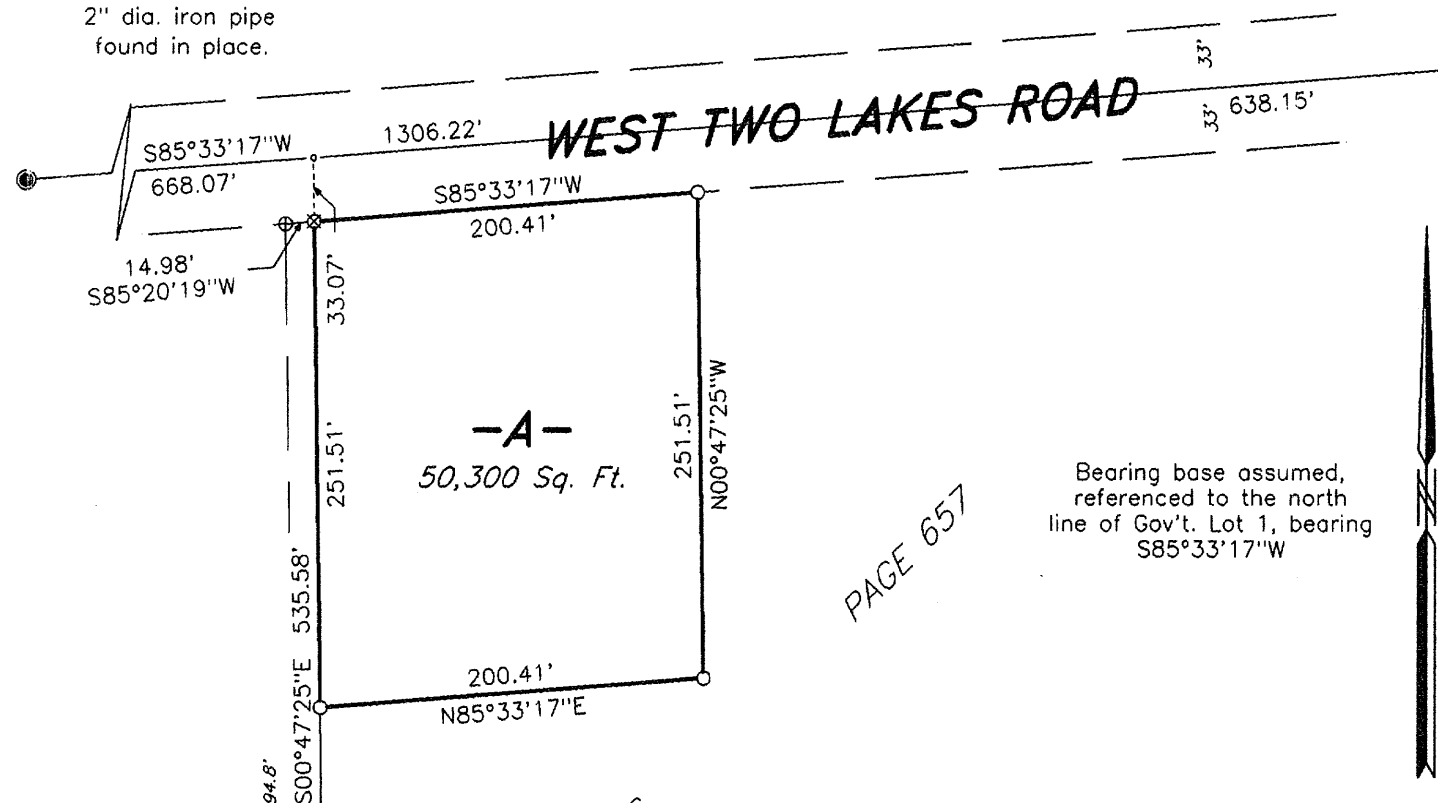 2" dia. iron pipe
found in place.
33'
WEST TWO LAKES ROAD
33'
638.15'
1306.22'
S85°33'17"W
668.07'
S85°33'17"W
200.41'
14.98'
S85°20'19"W
33.07'
251.51'
-A-
50,300 Sq. Ft.
251.51'
N00°47'25"W
Bearing base assumed,
referenced to the north
line of Gov't. Lot 1, bearing
S85°33'17"W
PAGE 657
200.41'
N85°33'17"E
S00°47'25"E 535.58'
94.8'